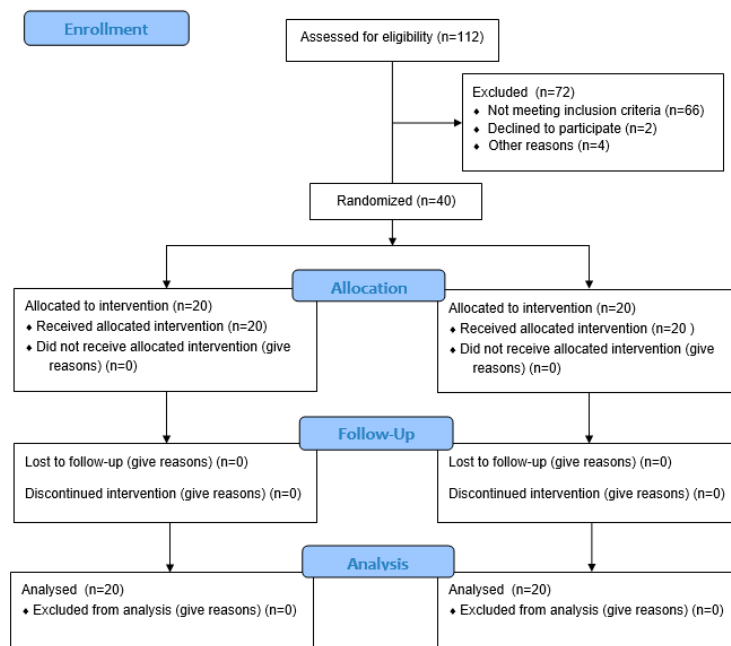 Enrollment
Assessed for eligibility (n=112)
Excluded (n=72)
♦ Not meeting inclusion criteria (n=66)
♦ Declined to participate (n=2)
♦ Other reasons (n=4)
Randomized (n=40)
Allocation
Allocated to intervention (n=20)
♦ Received allocated intervention (n=20)
♦ Did not receive allocated intervention (give
reasons) (n=0)
Allocated to intervention (n=20)
♦ Received allocated intervention (n=20 )
♦ Did not receive allocated intervention (give
reasons) (n=0)
Follow-Up
Lost to follow-up (give reasons) (n=0)
Discontinued intervention (give reasons) (n=0)
Lost to follow-up (give reasons) (n=0)
Discontinued intervention (give reasons) (n=0)
Analysis
Analysed (n=20)
♦ Excluded from analysis (give reasons) (n=0)
Analysed (n=20)
♦ Excluded from analysis (give reasons) (n=0)